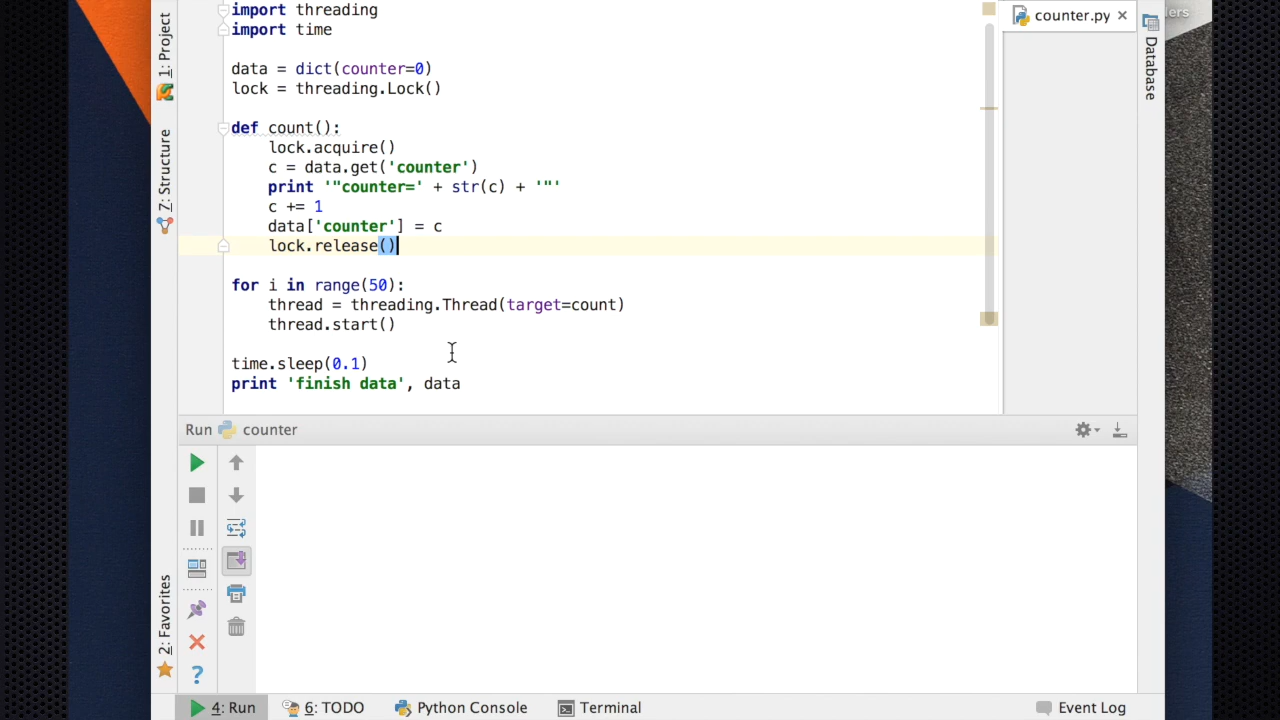 import threading
import time
data = dict(counter=0)
lock = threading.Lock()
def count():
lock.acquire()
c = data.get('counter')
print '"counter=' + str(c) + '"'
c += 1
data['counter'] = c
lock.release()
for i in range(50):
thread = threading.Thread(target=count)
thread.start()
time.sleep(0.1)
print 'finish data', data
counter.py
1: Project
7: Structure
2: Favorites
Database
Run counter
4: Run
6: TODO
Python Console
Terminal
Event Log